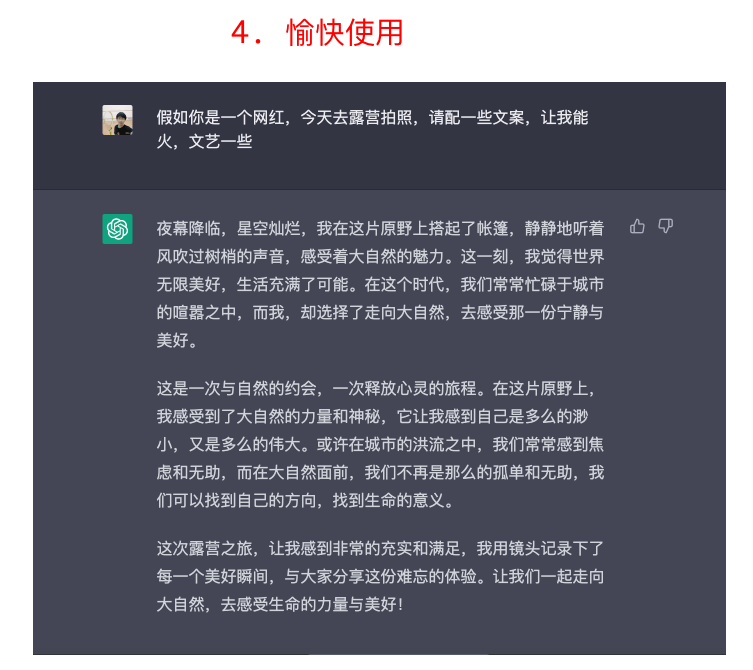 4. 愉快使用
假如你是一个网红，今天去露营拍照，请配一些文案，让我能
火，文艺一些
夜幕降临，星空灿烂，我在这片原野上搭起了帐篷，静静地听着
风吹过树梢的声音，感受着大自然的魅力。这一刻，我觉得世界
无限美好，生活充满了可能。在这个时代，我们常常忙碌于城市
的喧嚣之中，而我，却选择了走向大自然，去感受那一份宁静与
美好。
这是一次与自然的约会，一次释放心灵的旅程。在这片原野上，
我感受到了大自然的力量和神秘，它让我感到自己是多么的渺
小，又是多么的伟大。或许在城市的洪流之中，我们常常感到焦
虑和无助，而在大自然面前，我们不再是那么的孤单和无助，我
们可以找到自己的方向，找到生命的意义。
这次露营之旅，让我感到非常的充实和满足，我用镜头记录下了
每一个美好瞬间，与大家分享这份难忘的体验。让我们一起走向
大自然，去感受生命的力量与美好！